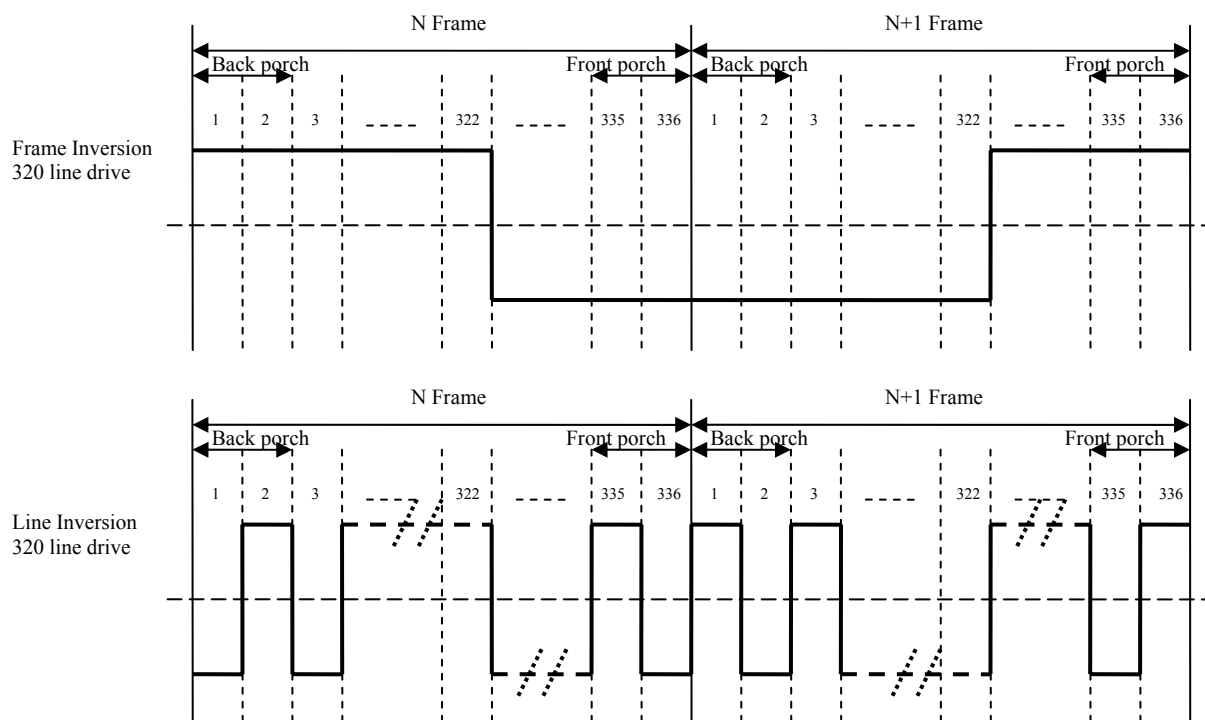 N Frame N+1 Frame
Back porch Front porch Back porch Front porch
1 2 3 322 335 336 1 2 3 322 335 336
Frame Inversion
320 line drive
N Frame N+1 Frame
Back porch Front porch Back porch Front porch
1 2 3 322 335 336 1 2 3 322 335 336
Line Inversion
320 line drive